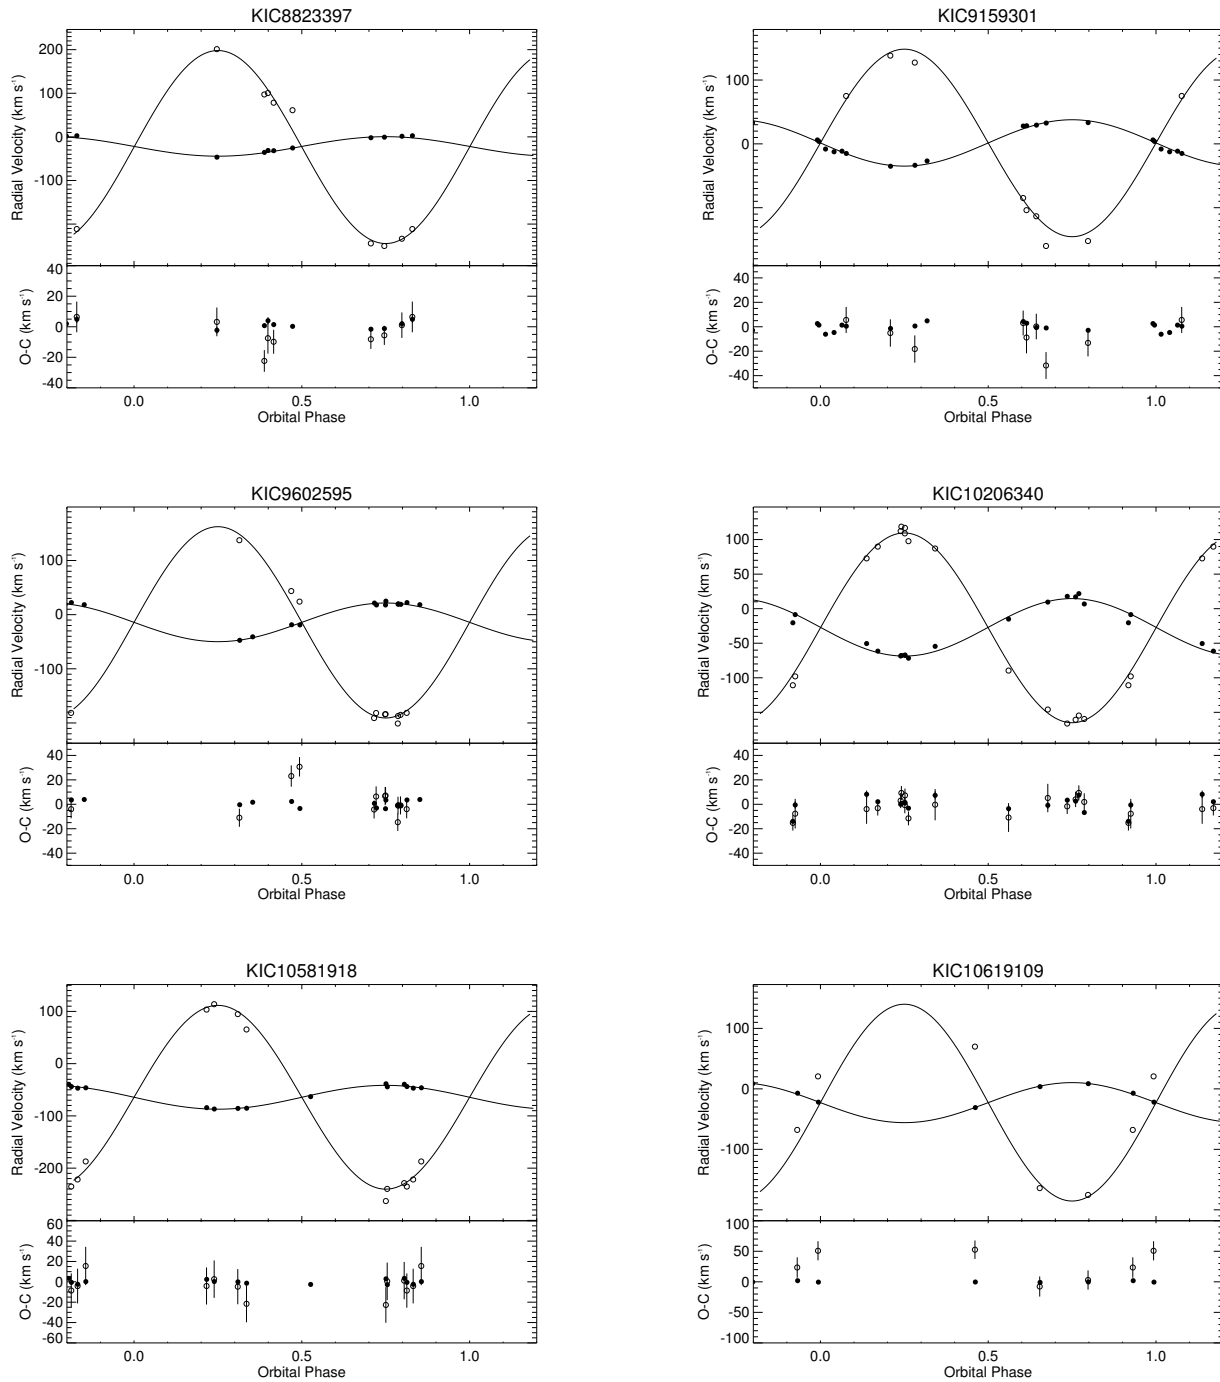 KIC8823397
Radial Velocity (km s⁻¹)
200
100
0
-100
O-C (km s⁻¹)
40
20
0
-20
-40
0.0 0.5 1.0
Orbital Phase
KIC9159301
Radial Velocity (km s⁻¹)
100
0
O-C (km s⁻¹)
40
20
0
-20
-40
0.0 0.5 1.0
Orbital Phase
KIC9602595
Radial Velocity (km s⁻¹)
100
0
-100
O-C (km s⁻¹)
40
20
0
-20
-40
0.0 0.5 1.0
Orbital Phase
KIC10206340
Radial Velocity (km s⁻¹)
100
50
0
-50
-100
O-C (km s⁻¹)
40
20
0
-20
-40
0.0 0.5 1.0
Orbital Phase
KIC10581918
Radial Velocity (km s⁻¹)
100
0
-100
-200
O-C (km s⁻¹)
60
40
20
0
-20
-40
-60
0.0 0.5 1.0
Orbital Phase
KIC10619109
Radial Velocity (km s⁻¹)
100
0
-100
O-C (km s⁻¹)
100
50
0
-50
-100
0.0 0.5 1.0
Orbital Phase